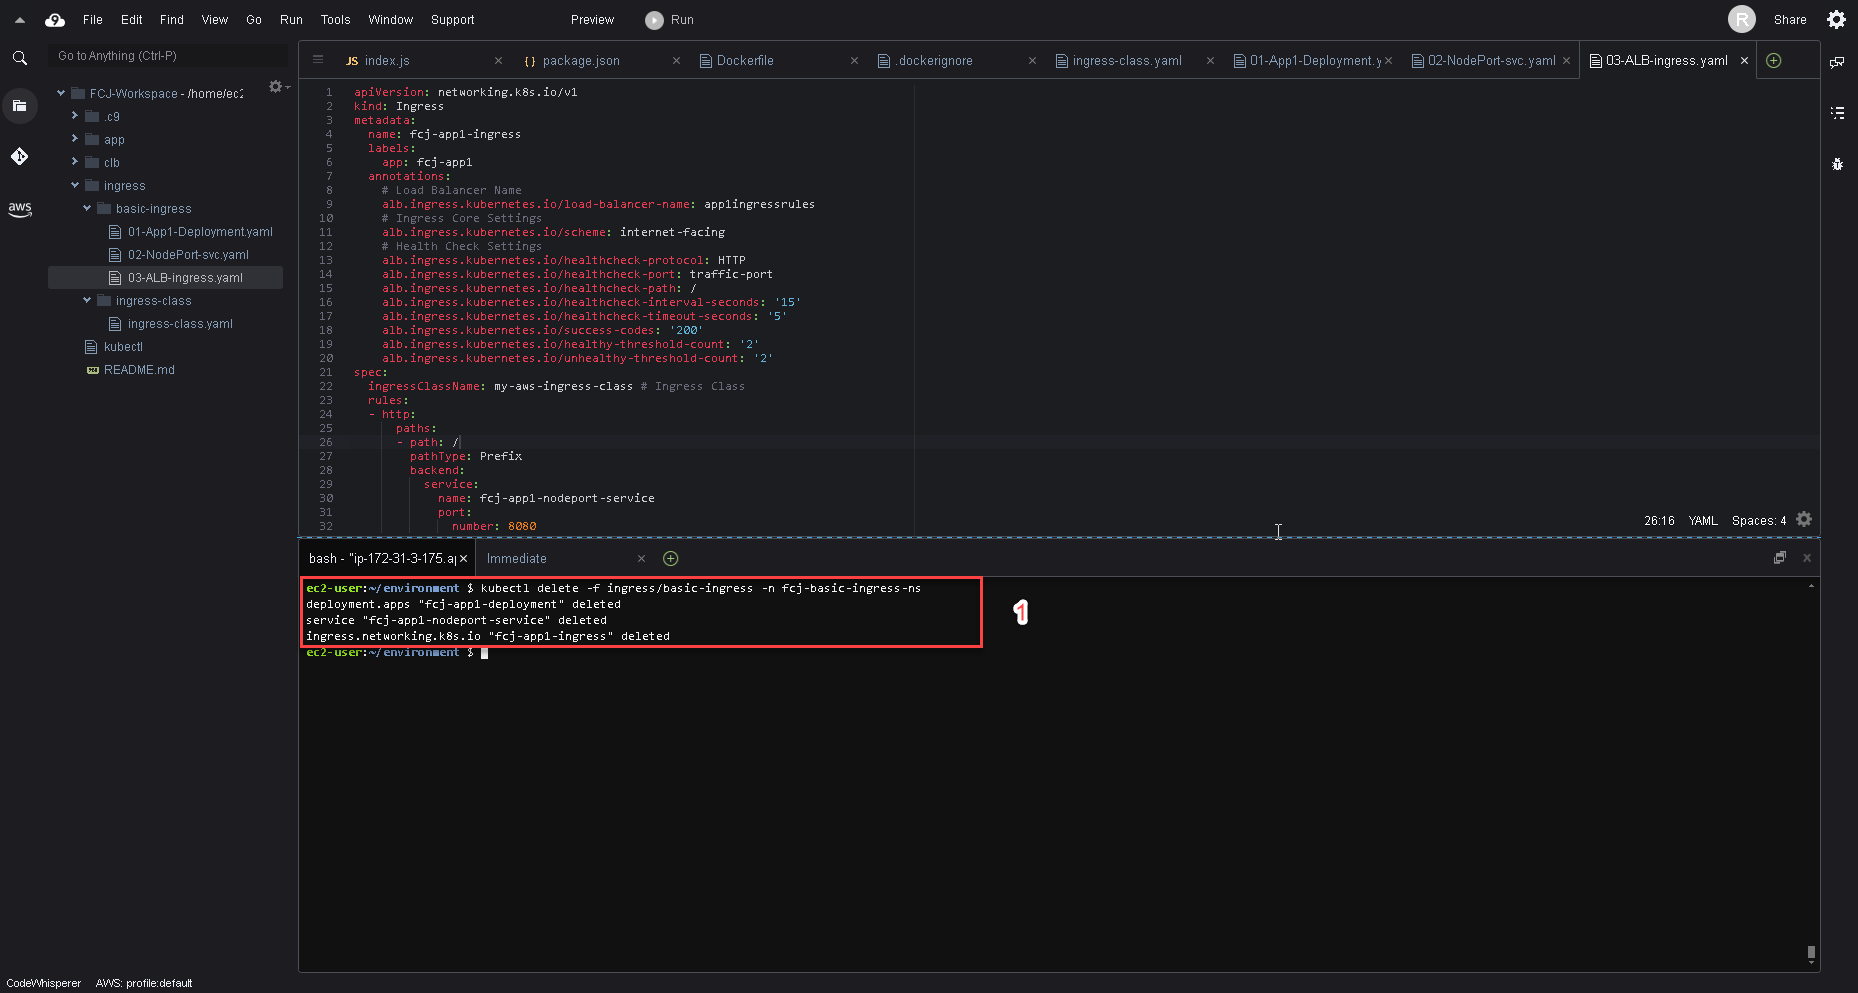 File Edit Find View Go Run Tools Window Support Preview Run R Share
Go to Anything (Ctrl-P)
FCJ-Workspace - /home/ec2
.c9
app
clb
ingress
basic-ingress
01-App1-Deployment.yaml
02-NodePort-svc.yaml
03-ALB-ingress.yaml
ingress-class
ingress-class.yaml
kubectl
README.md
aws
JS index.js { } package.json Dockerfile .dockerignore ingress-class.yaml 01-App1-Deployment.y 02-NodePort-svc.yaml 03-ALB-ingress.yaml
1 apiVersion: networking.k8s.io/v1
2 kind: Ingress
3 metadata:
4 name: fcj-app1-ingress
5 labels:
6 app: fcj-app1
7 annotations:
8 # Load Balancer Name
9 alb.ingress.kubernetes.io/load-balancer-name: app1ingressrules
10 # Ingress Core Settings
11 alb.ingress.kubernetes.io/scheme: internet-facing
12 # Health Check Settings
13 alb.ingress.kubernetes.io/healthcheck-protocol: HTTP
14 alb.ingress.kubernetes.io/healthcheck-port: traffic-port
15 alb.ingress.kubernetes.io/healthcheck-path: /
16 alb.ingress.kubernetes.io/healthcheck-interval-seconds: '15'
17 alb.ingress.kubernetes.io/healthcheck-timeout-seconds: '5'
18 alb.ingress.kubernetes.io/success-codes: '200'
19 alb.ingress.kubernetes.io/healthy-threshold-count: '2'
20 alb.ingress.kubernetes.io/unhealthy-threshold-count: '2'
21 spec:
22 ingressClassName: my-aws-ingress-class # Ingress Class
23 rules:
24 - http:
25 paths:
26 - path: /
27 pathType: Prefix
28 backend:
29 service:
30 name: fcj-app1-nodeport-service
31 port:
32 number: 8080
26:16 YAML Spaces: 4
bash - "ip-172-31-3-175.ap Immediate
ec2-user:~/environment $ kubectl delete -f ingress/basic-ingress -n fcj-basic-ingress-ns
deployment.apps "fcj-app1-deployment" deleted
service "fcj-app1-nodeport-service" deleted
ingress.networking.k8s.io "fcj-app1-ingress" deleted
ec2-user:~/environment $
1
CodeWhisperer AWS: profile:default